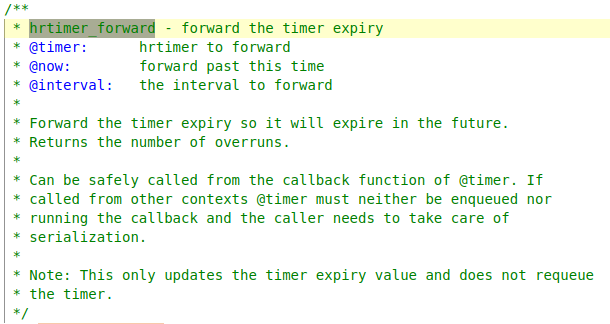 /**
 * hrtimer_forward - forward the timer expiry
 * @timer:      hrtimer to forward
 * @now:        forward past this time
 * @interval:   the interval to forward
 *
 * Forward the timer expiry so it will expire in the future.
 * Returns the number of overruns.
 *
 * Can be safely called from the callback function of @timer. If
 * called from other contexts @timer must neither be enqueued nor
 * running the callback and the caller needs to take care of
 * serialization.
 *
 * Note: This only updates the timer expiry value and does not requeue
 * the timer.
 */